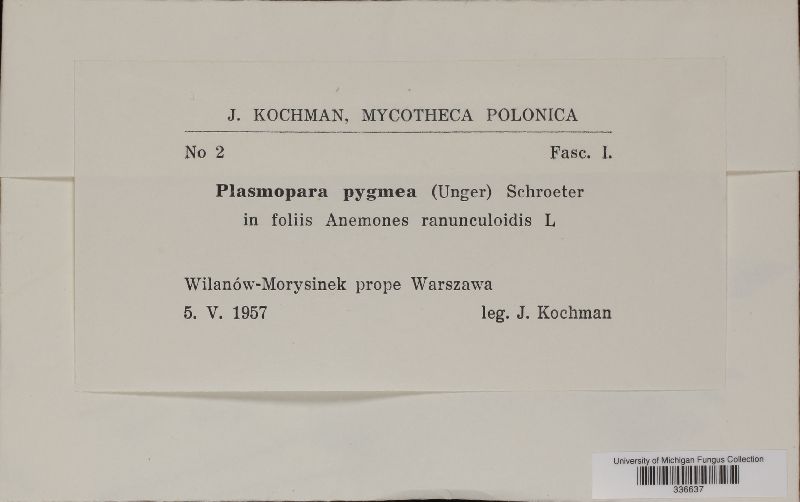 J. KOCHMAN, MYCOTHECA POLONICA
No 2 Fasc. I.
Plasmopara pygmea (Unger) Schroeter
in foliis Anemones ranunculoidis L
Wilanów-Morysinek prope Warszawa
5. V. 1957 leg. J. Kochman
University of Michigan Fungus Collection
336637